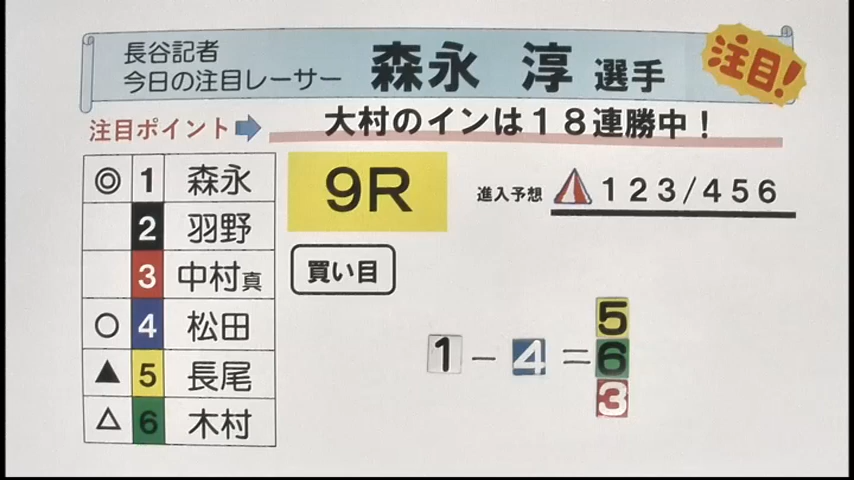 長谷記者
今日の注目レーサー 森永 淳 選手
注目!
注目ポイント 大村のインは18連勝中!
◎ 1 森永
2 羽野
3 中村真
○ 4 松田
▲ 5 長尾
△ 6 木村
9R
進入予想 123/456
買い目
1-4=5
6
3